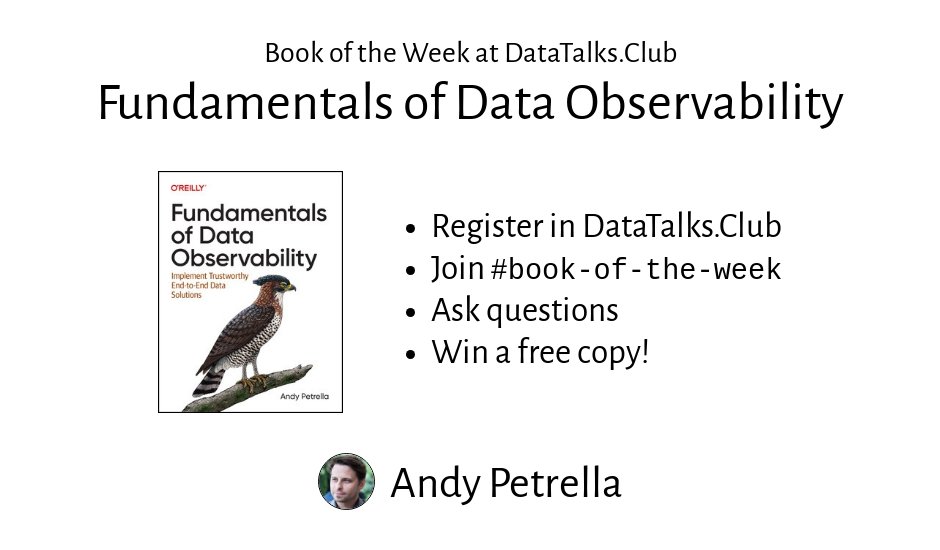 Book of the Week at DataTalks.Club
Fundamentals of Data Observability
O'REILLY
Fundamentals
of Data
Observability
Implement Trustworthy
End-to-End Data
Solutions
Andy Petrella
• Register in DataTalks.Club
• Join #book-of-the-week
• Ask questions
• Win a free copy!
Andy Petrella